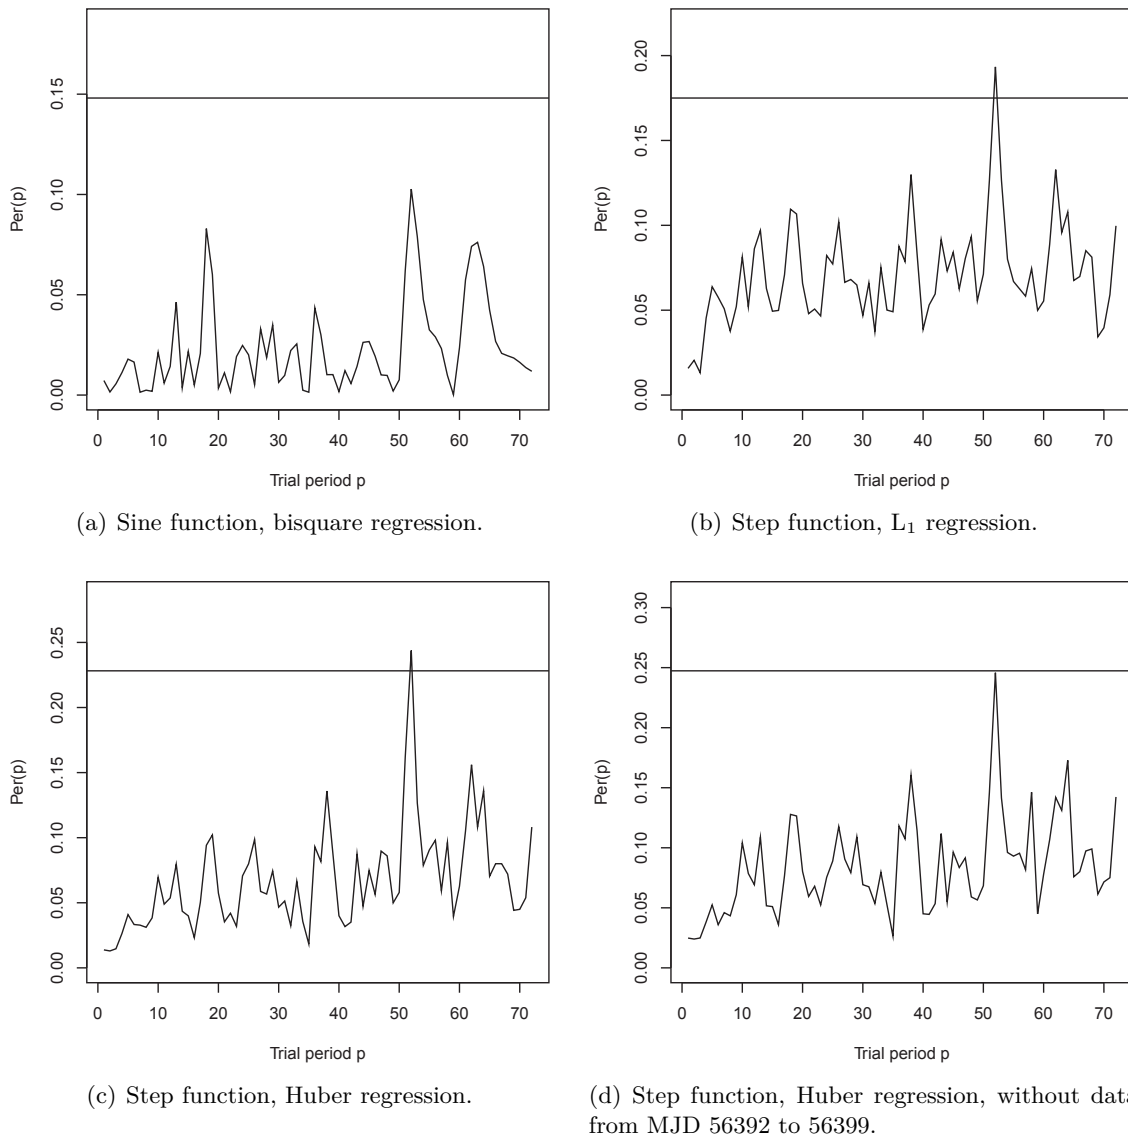 0.00 0.05 0.10 0.15
Per(p)
0 10 20 30 40 50 60 70
Trial period p
(a) Sine function, bisquare regression.
0.00 0.05 0.10 0.15 0.20
Per(p)
0 10 20 30 40 50 60 70
Trial period p
(b) Step function, L₁ regression.
0.00 0.05 0.10 0.15 0.20 0.25
Per(p)
0 10 20 30 40 50 60 70
Trial period p
(c) Step function, Huber regression.
0.00 0.05 0.10 0.15 0.20 0.25 0.30
Per(p)
0 10 20 30 40 50 60 70
Trial period p
(d) Step function, Huber regression, without data
from MJD 56392 to 56399.